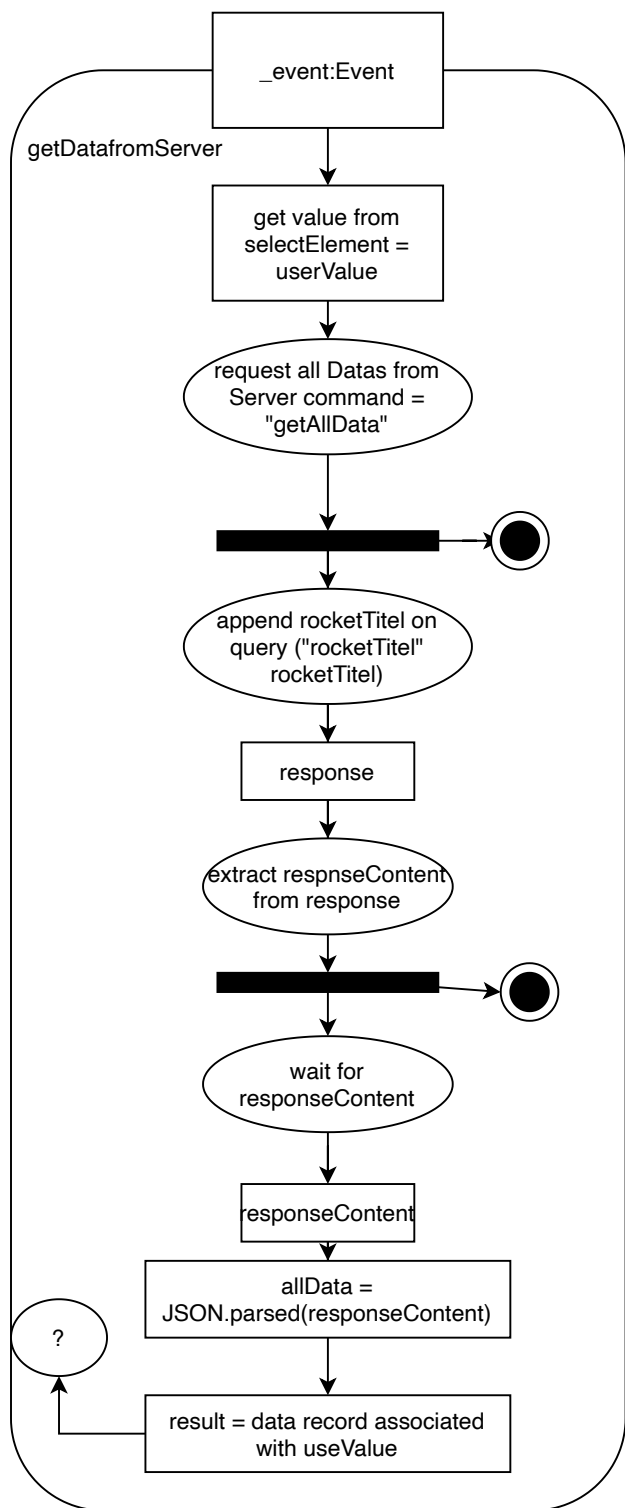 _event:Event
getDatafromServer
get value from
selectElement =
userValue
request all Datas from
Server command =
"getAllData"
append rocketTitel on
query ("rocketTitel"
rocketTitel)
response
extract respnseContent
from response
wait for
responseContent
responseContent
allData =
JSON.parsed(responseContent)
?
result = data record associated
with useValue